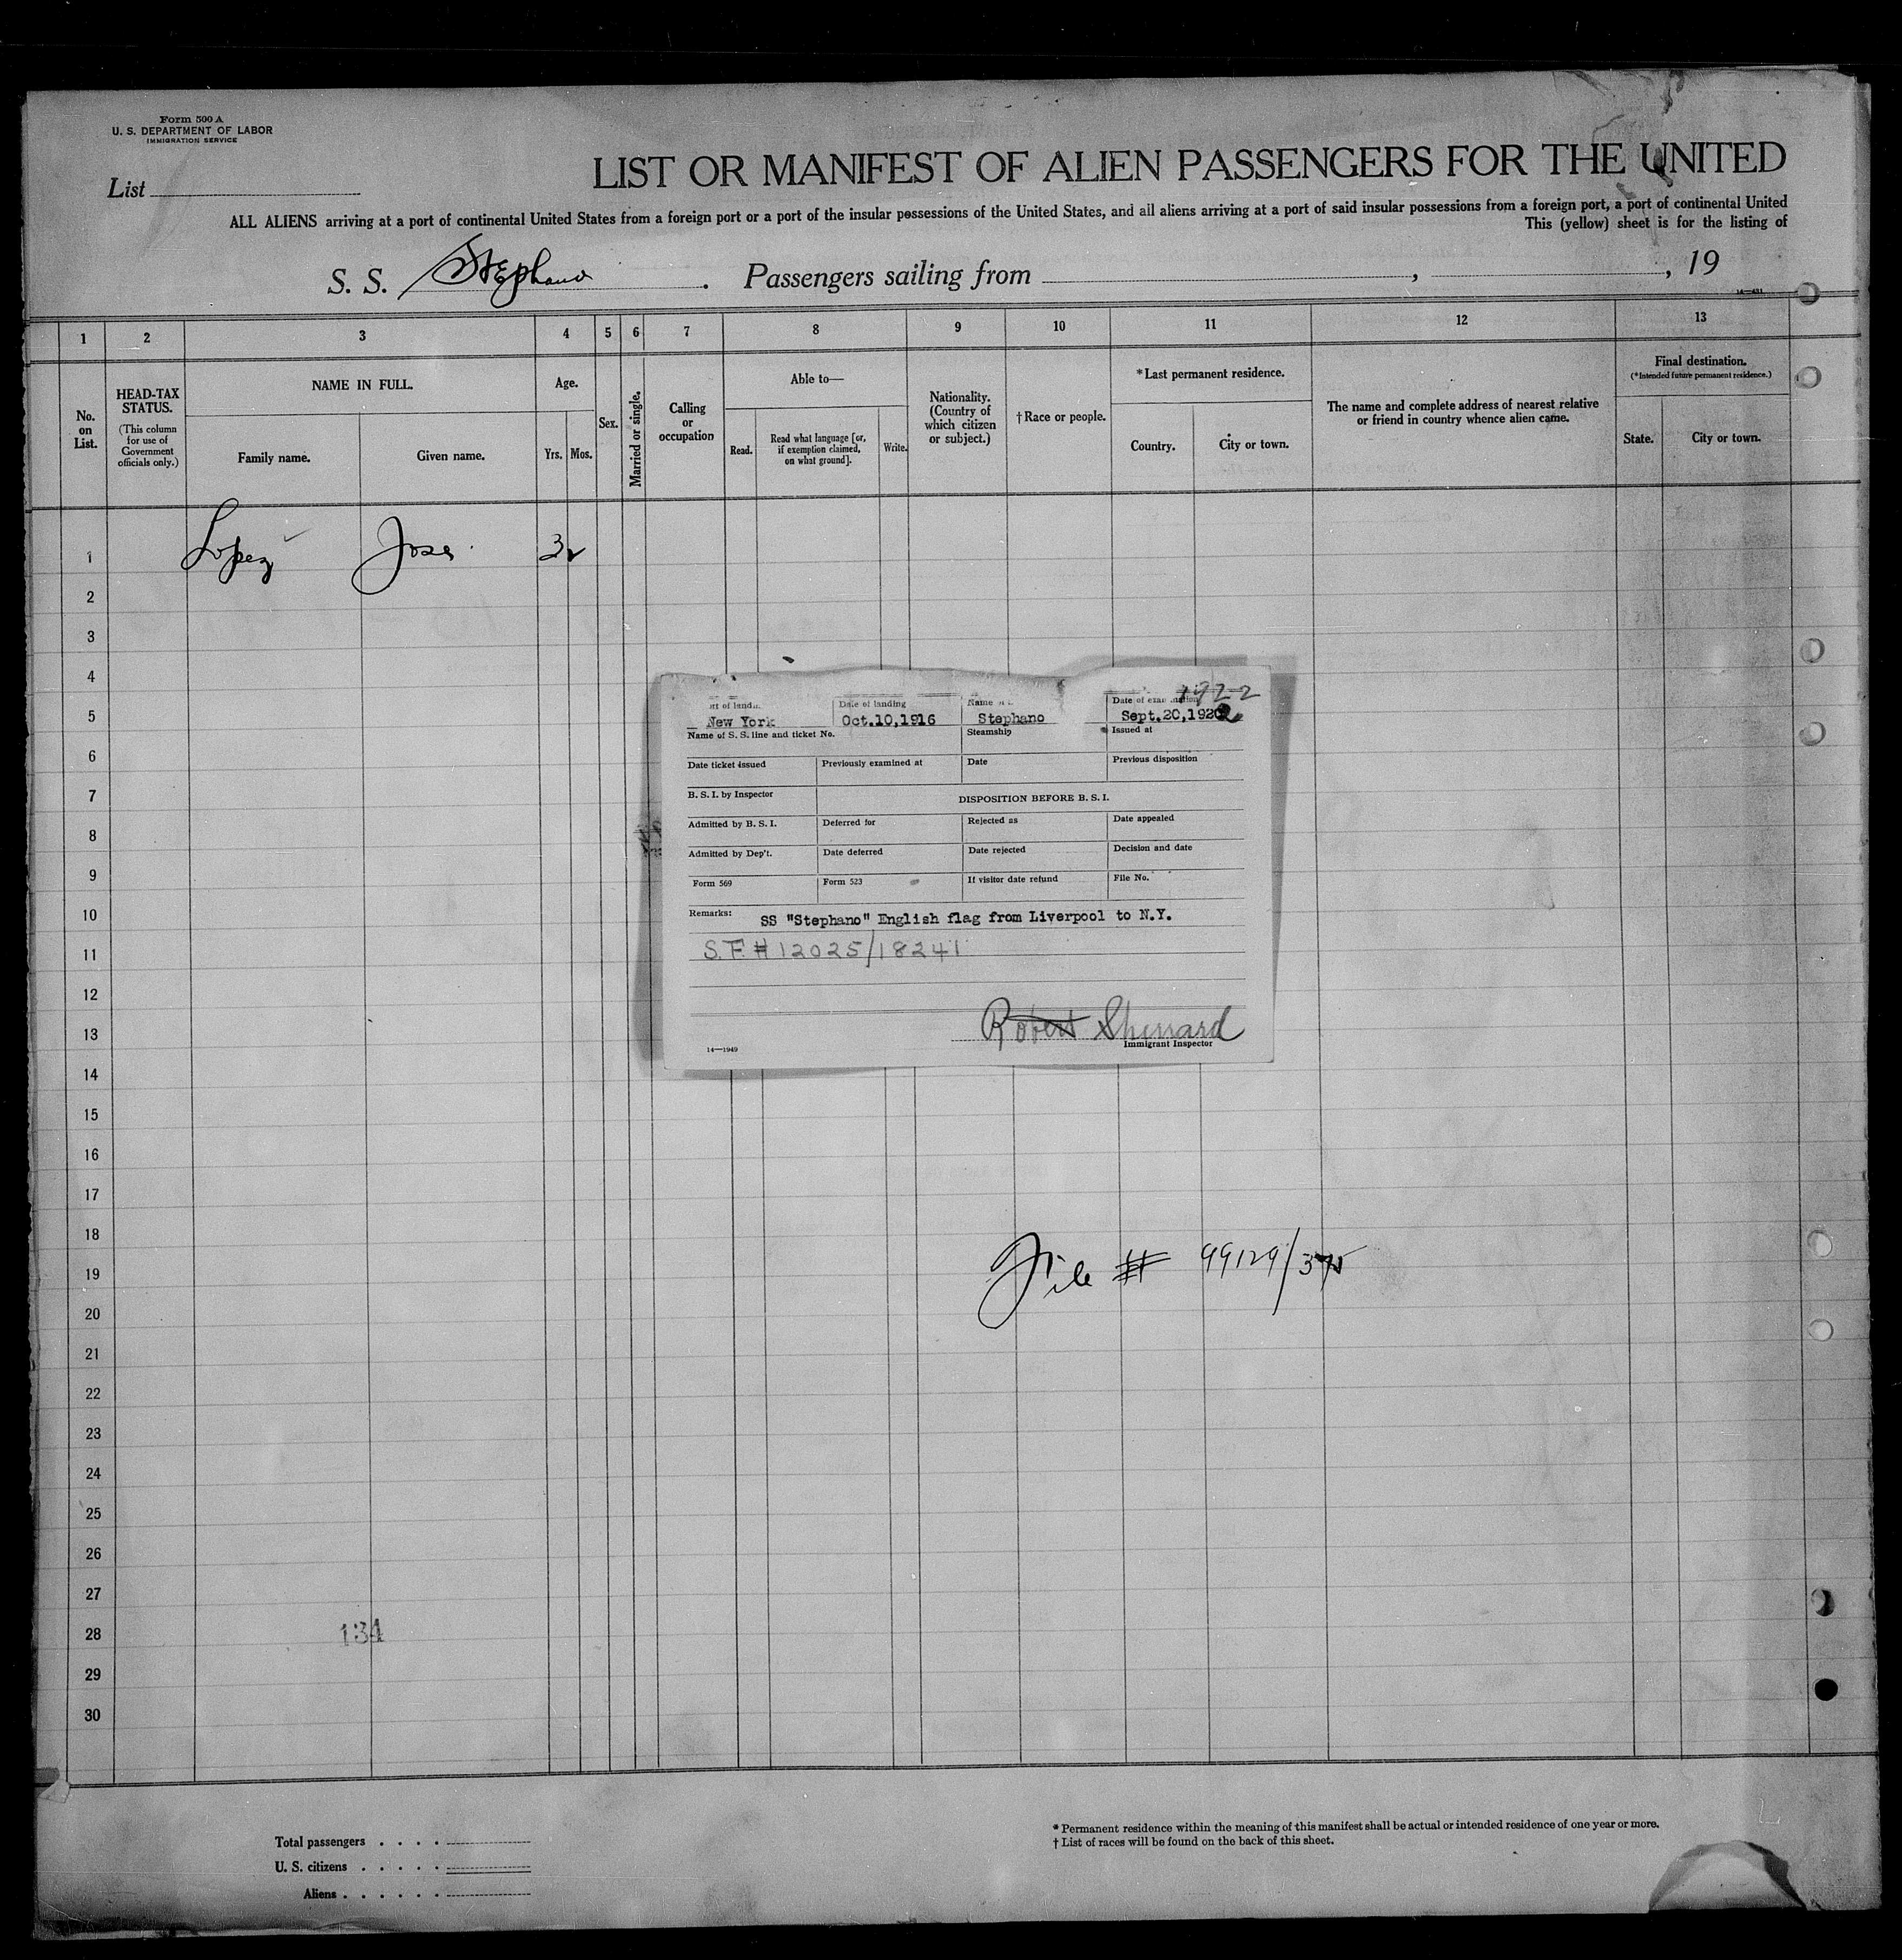 Form 500 A
U. S. DEPARTMENT OF LABOR
IMMIGRATION SERVICE
List
LIST OR MANIFEST OF ALIEN PASSENGERS FOR THE UNITED
ALL ALIENS arriving at a port of continental United States from a foreign port or a port of the insular possessions of the United States, and all aliens arriving at a port of said insular possessions from a foreign port, a port of continental United
This (yellow) sheet is for the listing of
S. S. Stephano. Passengers sailing from , , 19
14—431
1 2 3 4 5 6 7 8 9 10 11 12 13
No. on List.
HEAD-TAX STATUS.
(This column for use of Government officials only.)
NAME IN FULL.
Family name. Given name.
Age.
Yrs. Mos.
Sex.
Married or single.
Calling or occupation
Able to—
Read. Read what language [or, if exemption claimed, on what ground]. Write.
Nationality. (Country of which citizen or subject.)
† Race or people.
* Last permanent residence.
Country. City or town.
The name and complete address of nearest relative or friend in country whence alien came.
Final destination.
(* Intended future permanent residence.)
State. City or town.
1 Lopez Jose 32
2
3
4
5
6
7
8
9
10
11
12
13
14
15
16
17
18
19
20
21
22
23
24
25
26
27
28
29
30
1922
Date of landing Name Date of examination
New York Oct.10,1916 Stephano Sept.20,1922
Name of S. S. line and ticket No. Steamship Issued at
Date ticket issued Previously examined at Date Previous disposition
B. S. I. by Inspector DISPOSITION BEFORE B. S. I.
Admitted by B. S. I. Deferred for Rejected as Date appealed
Admitted by Dep't. Date deferred Date rejected Decision and date
Form 569 Form 523 If visitor date refund File No.
Remarks: SS "Stephano" English flag from Liverpool to N.Y.
S.F.# 12025/18241
Robert Sherrard
Immigrant Inspector
14—1949
File # 99129/375
134
Total passengers . . . .
U. S. citizens . . . . .
Aliens . . . . . .
* Permanent residence within the meaning of this manifest shall be actual or intended residence of one year or more.
† List of races will be found on the back of this sheet.